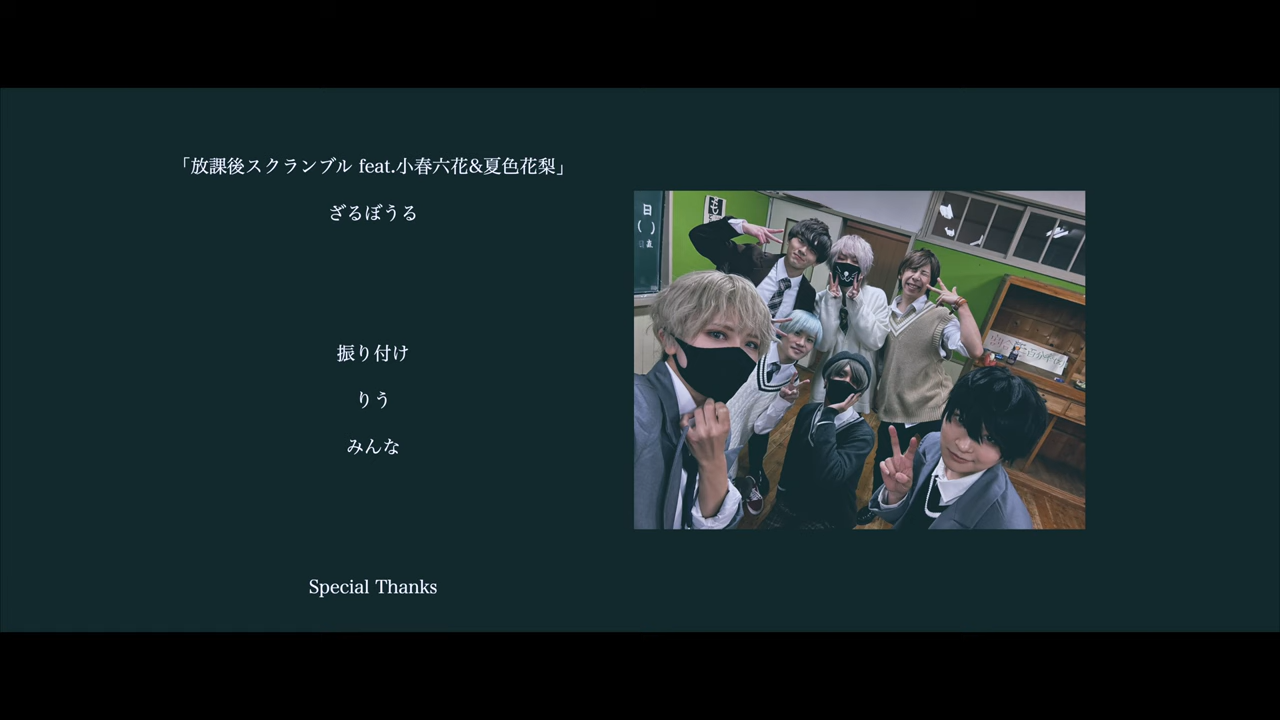 「放課後スクランブル feat.小春六花&夏色花梨」
ざるぼうる
振り付け
りう
みんな
Special Thanks
日
( )